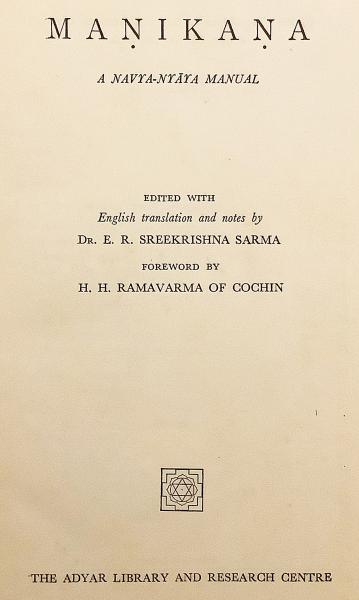 MAṆIKAṆA
A NAVYA-NYĀYA MANUAL
EDITED WITH
English translation and notes by
DR. E. R. SREEKRISHNA SARMA
FOREWORD BY
H. H. RAMAVARMA OF COCHIN
THE ADYAR LIBRARY AND RESEARCH CENTRE